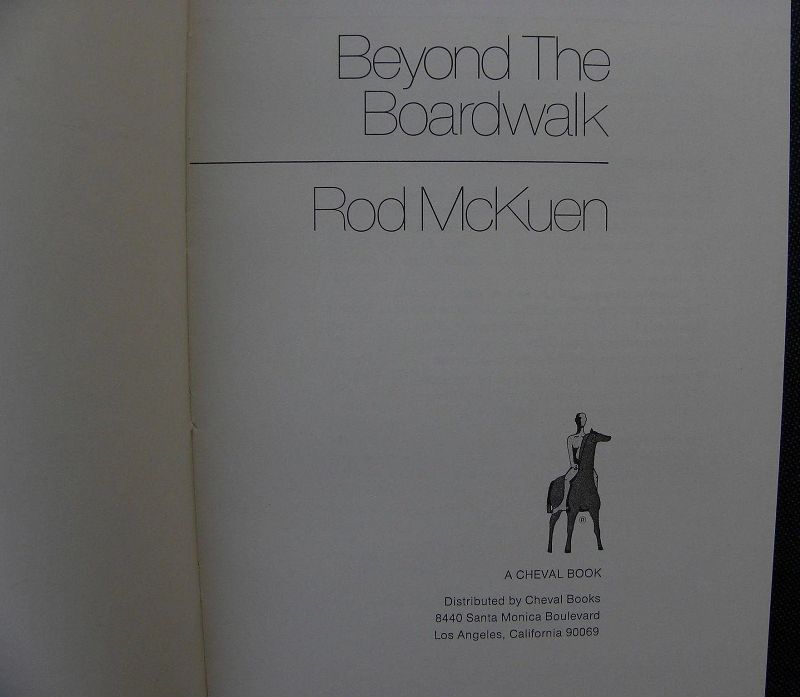 Beyond The
Boardwalk
Rod McKuen
A CHEVAL BOOK
Distributed by Cheval Books
8440 Santa Monica Boulevard
Los Angeles, California 90069